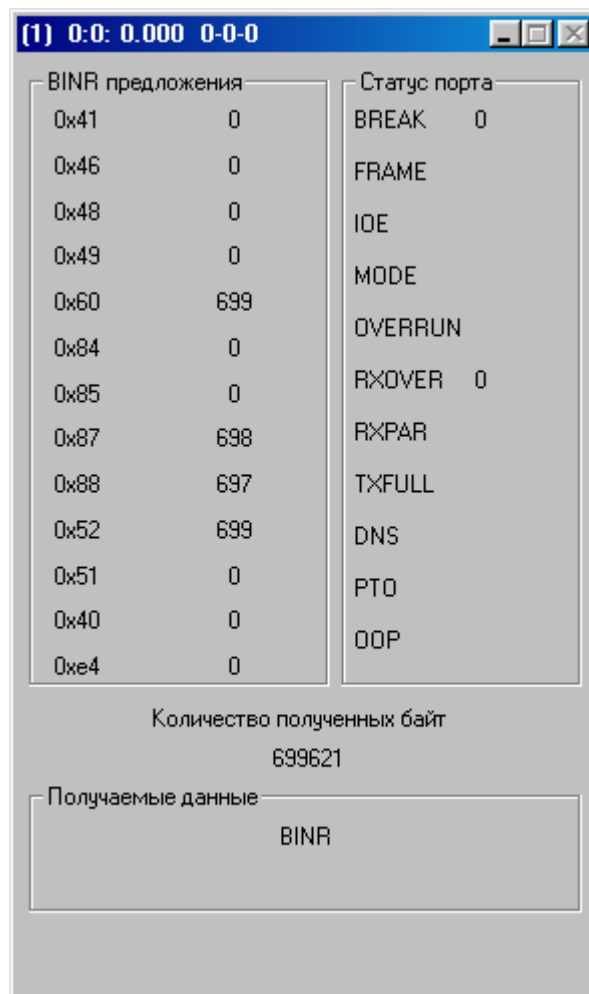 (1) 0:0: 0.000 0-0-0
BINR предложения
0x41 0
0x46 0
0x48 0
0x49 0
0x60 699
0x84 0
0x85 0
0x87 698
0x88 697
0x52 699
0x51 0
0x40 0
0xe4 0
Статус порта
BREAK 0
FRAME
IOE
MODE
OVERRUN
RXOVER 0
RXPAR
TXFULL
DNS
PTO
OOP
Количество полученных байт
699621
Получаемые данные
BINR